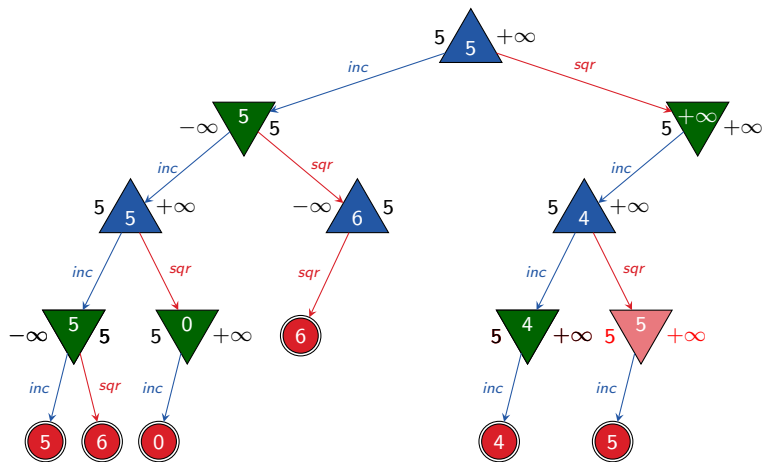 5 5 +∞
inc sqr
−∞ 5 5
5 +∞ +∞
inc sqr inc
5 5 +∞
−∞ 6 5
5 4 +∞
inc sqr sqr inc sqr
−∞ 5 5
5 0 +∞
6
5 4 +∞
5 5 +∞
inc sqr inc inc inc
5 6 0 4 5